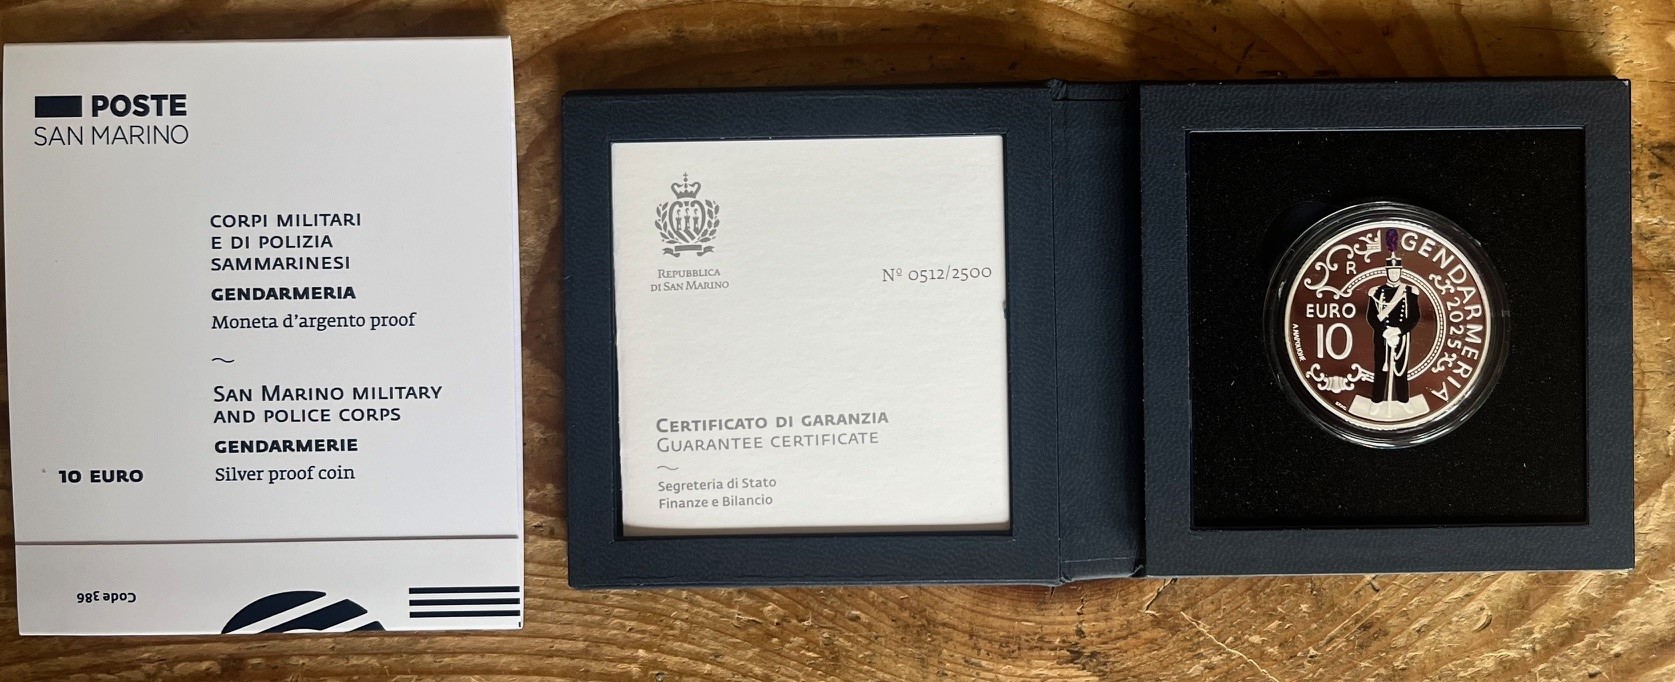 POSTE
SAN MARINO
CORPI MILITARI
E DI POLIZIA
SAMMARINESI
GENDARMERIA
Moneta d'argento proof
SAN MARINO MILITARY
AND POLICE CORPS
GENDARMERIE
10 EURO
Silver proof coin
Code 386
REPUBBLICA
DI SAN MARINO
Nº 0512/2500
CERTIFICATO DI GARANZIA
GUARANTEE CERTIFICATE
Segreteria di Stato
Finanze e Bilancio
GENDARMERIA
2025
R
EURO
10